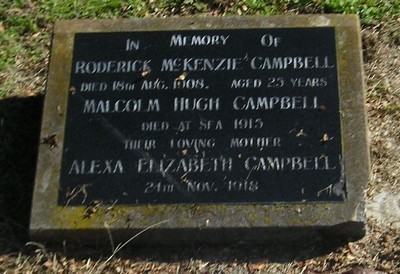 IN MEMORY OF
RODERICK MCKENZIE CAMPBELL
DIED 18TH AUG. 1908. AGED 25 YEARS
MALCOLM HUGH CAMPBELL
DIED AT SEA 1915
THEIR LOVING MOTHER
ALEXA ELIZABETH CAMPBELL
24TH NOV. 1918